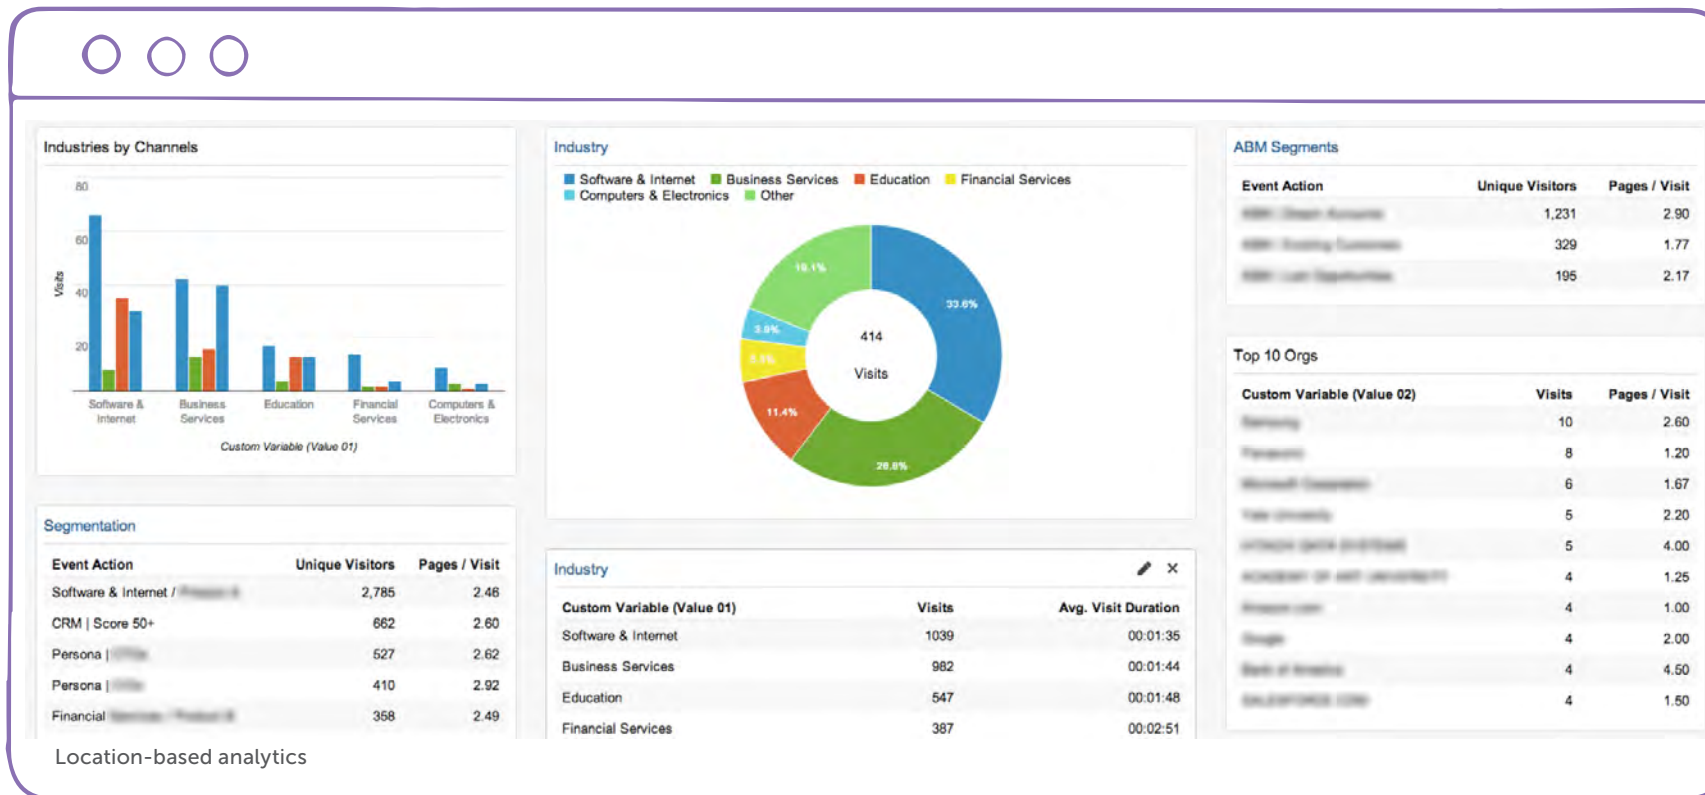 Industries by Channels
80
60
40
20
Visits
Software & Internet
Business Services
Education
Financial Services
Computers & Electronics
Custom Variable (Value 01)
Segmentation
Event Action Unique Visitors Pages / Visit
Software & Internet / 2,785 2.46
CRM | Score 50+ 662 2.60
Persona | 527 2.62
Persona | 410 2.92
Financial 358 2.49
Industry
Software & Internet Business Services Education Financial Services
Computers & Electronics Other
19.1%
33.6%
3.9%
11.4%
414
Visits
Industry
Custom Variable (Value 01) Visits Avg. Visit Duration
Software & Internet 1039 00:01:35
Business Services 982 00:01:44
Education 547 00:01:48
Financial Services 387 00:02:51
ABM Segments
Event Action Unique Visitors Pages / Visit
1,231 2.90
329 1.77
195 2.17
Top 10 Orgs
Custom Variable (Value 02) Visits Pages / Visit
10 2.60
8 1.20
6 1.67
5 2.20
5 4.00
4 1.25
4 1.00
4 2.00
4 4.50
4 1.50
Location-based analytics